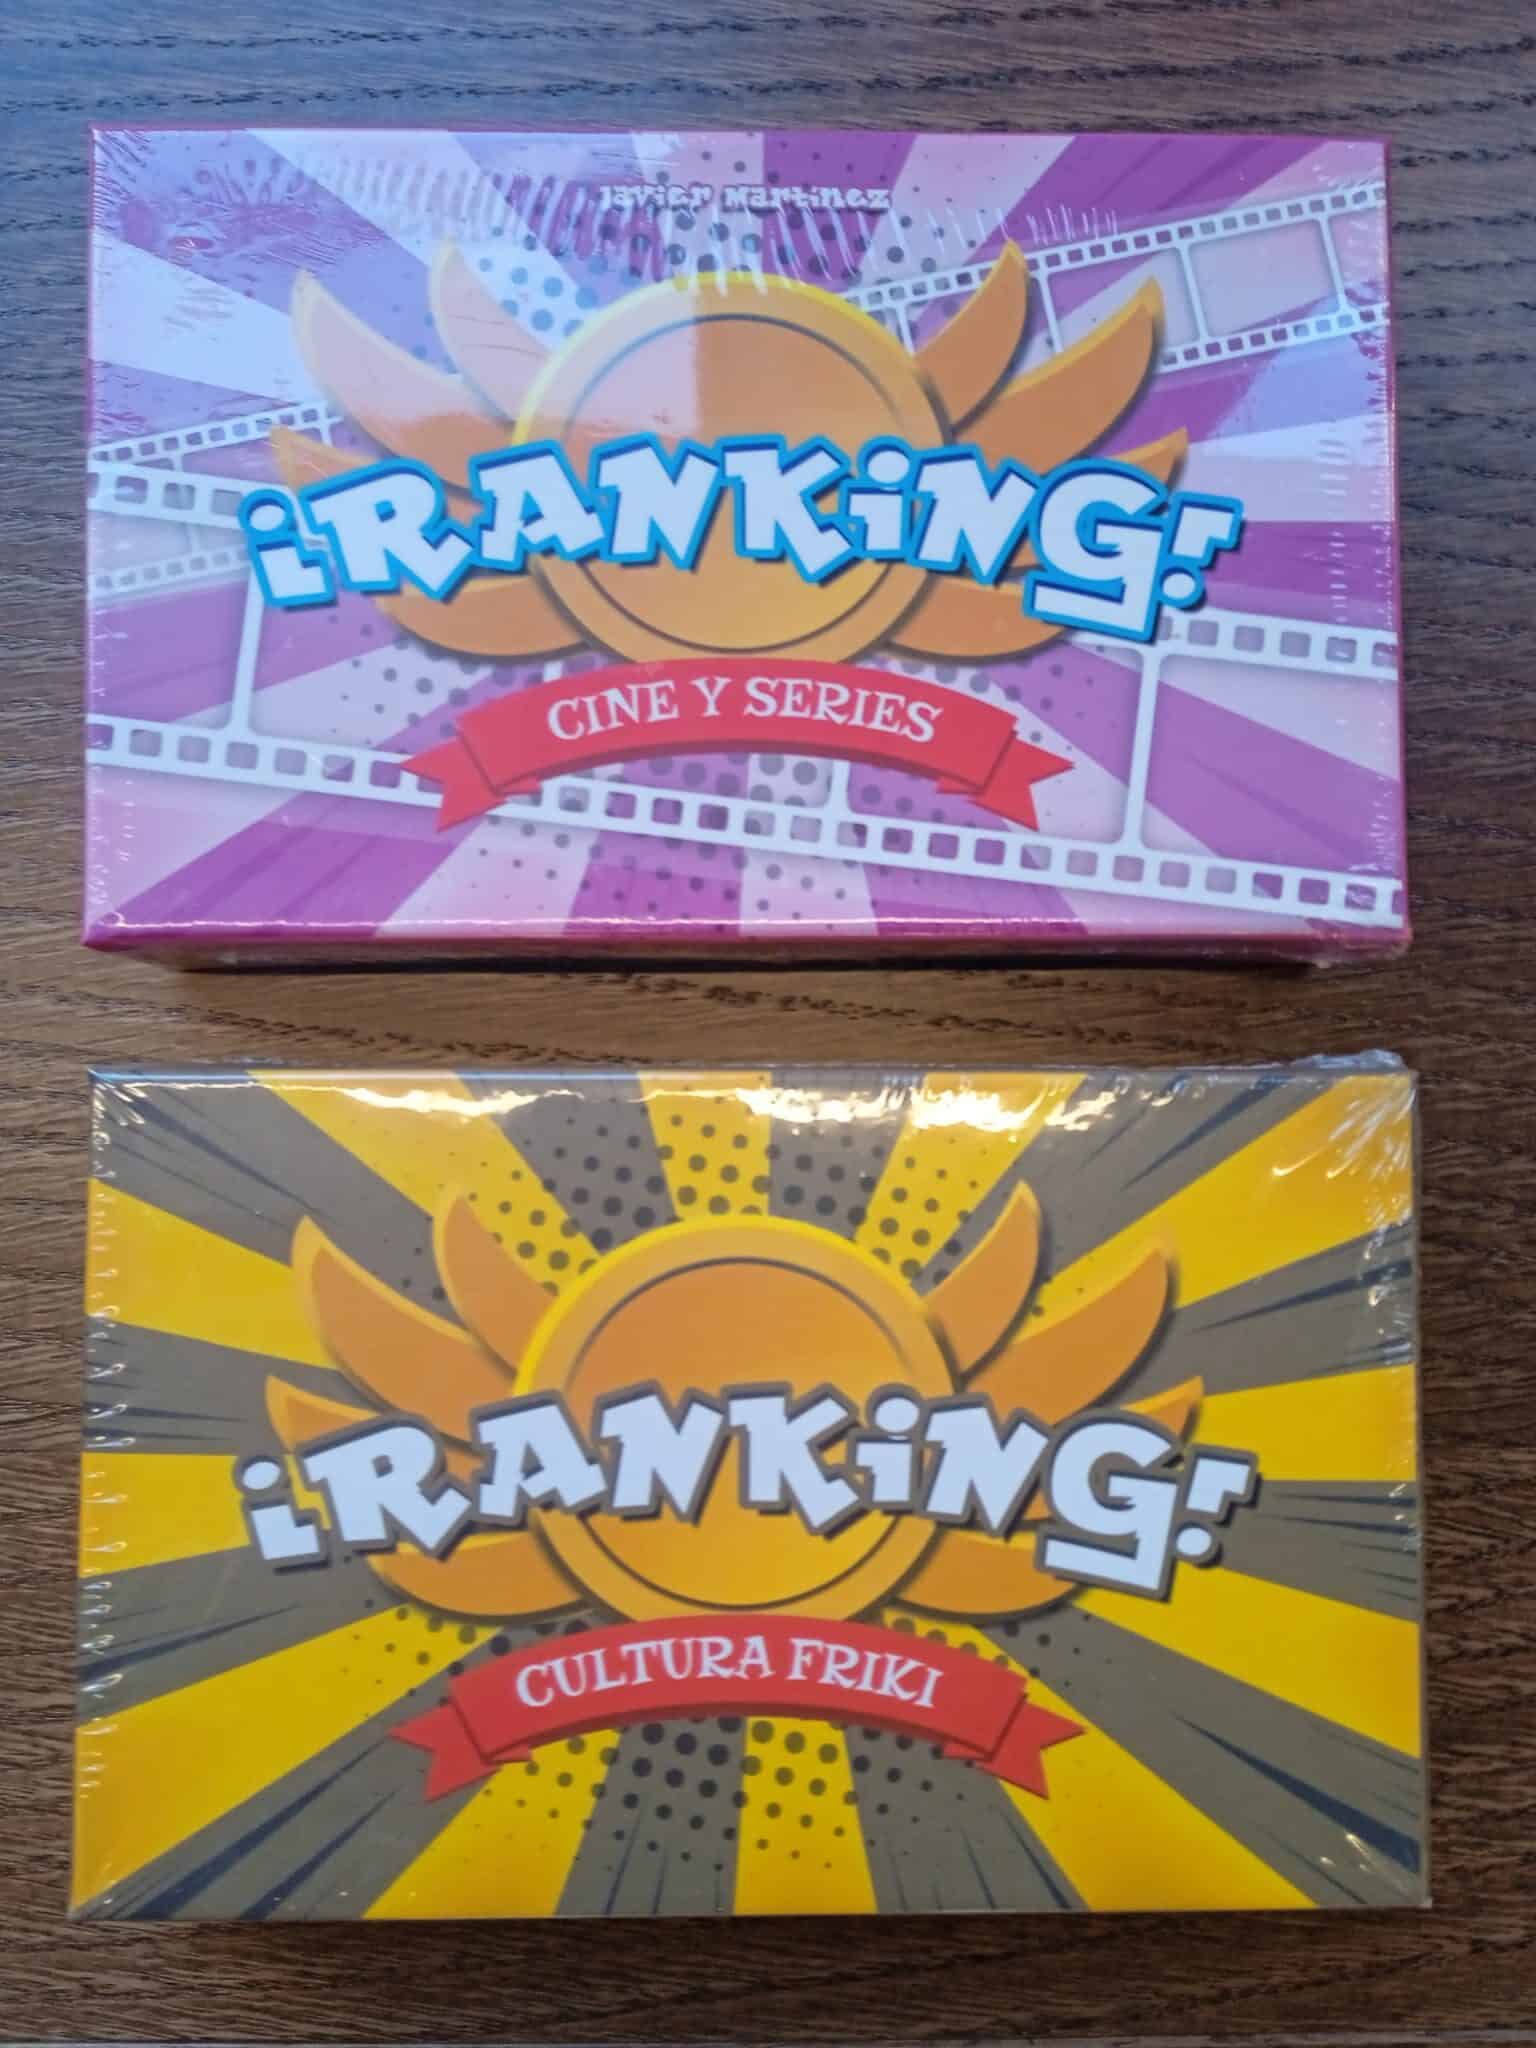 Javier Martínez
¡RANKiNG!
CINE Y SERIES
¡RANKiNG!
CULTURA FRIKI